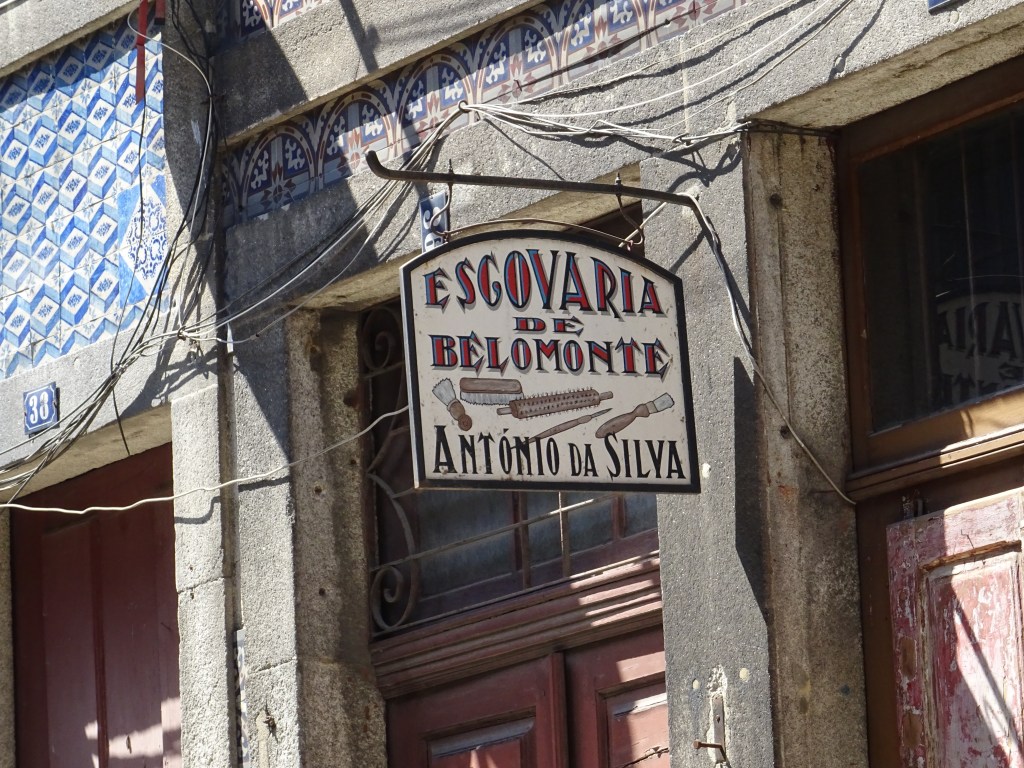 ESCOVARIA
DE
BELOMONTE
ANTÓNIO DA SILVA
33